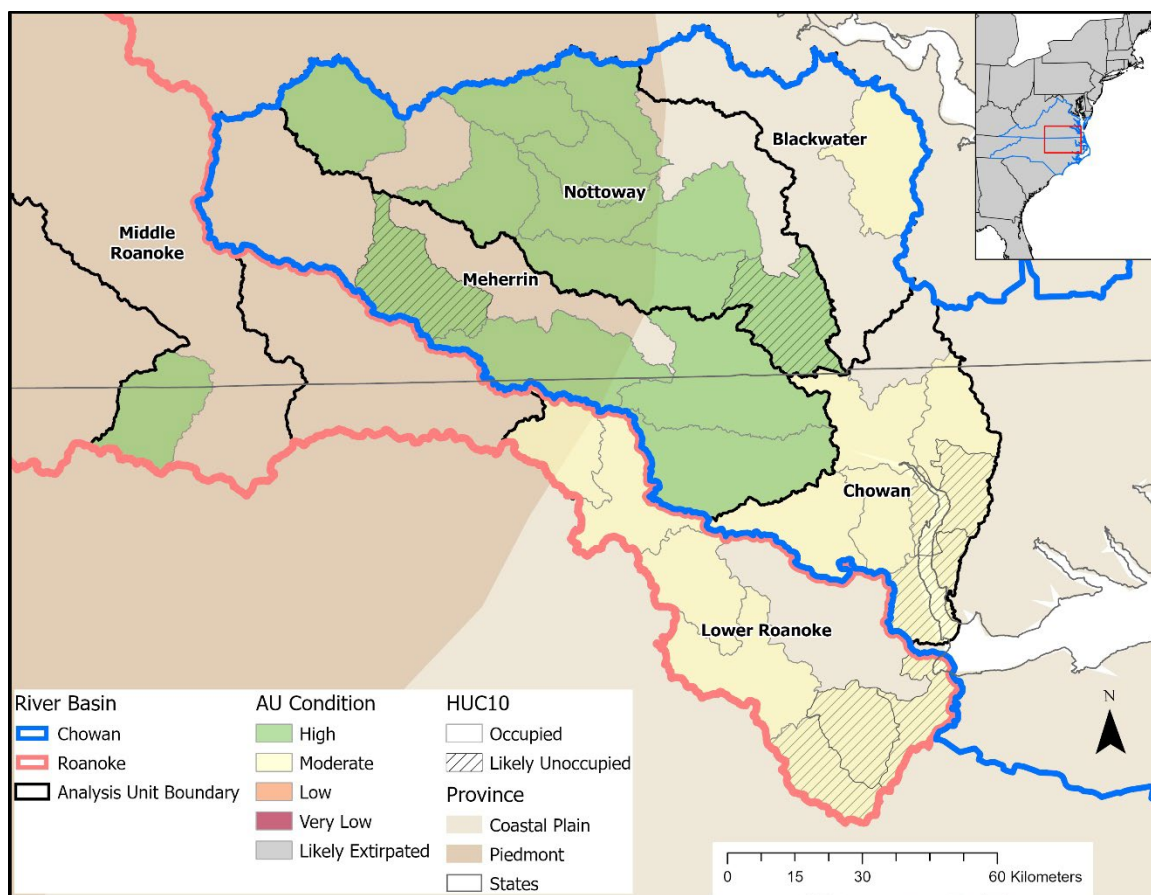 Blackwater
Nottoway
Middle
Roanoke
Meherrin
Chowan
Lower Roanoke
River Basin
Chowan
Roanoke
Analysis Unit Boundary
AU Condition
High
Moderate
Low
Very Low
Likely Extirpated
HUC10
Occupied
Likely Unoccupied
Province
Coastal Plain
Piedmont
States
N
0 15 30 60 Kilometers